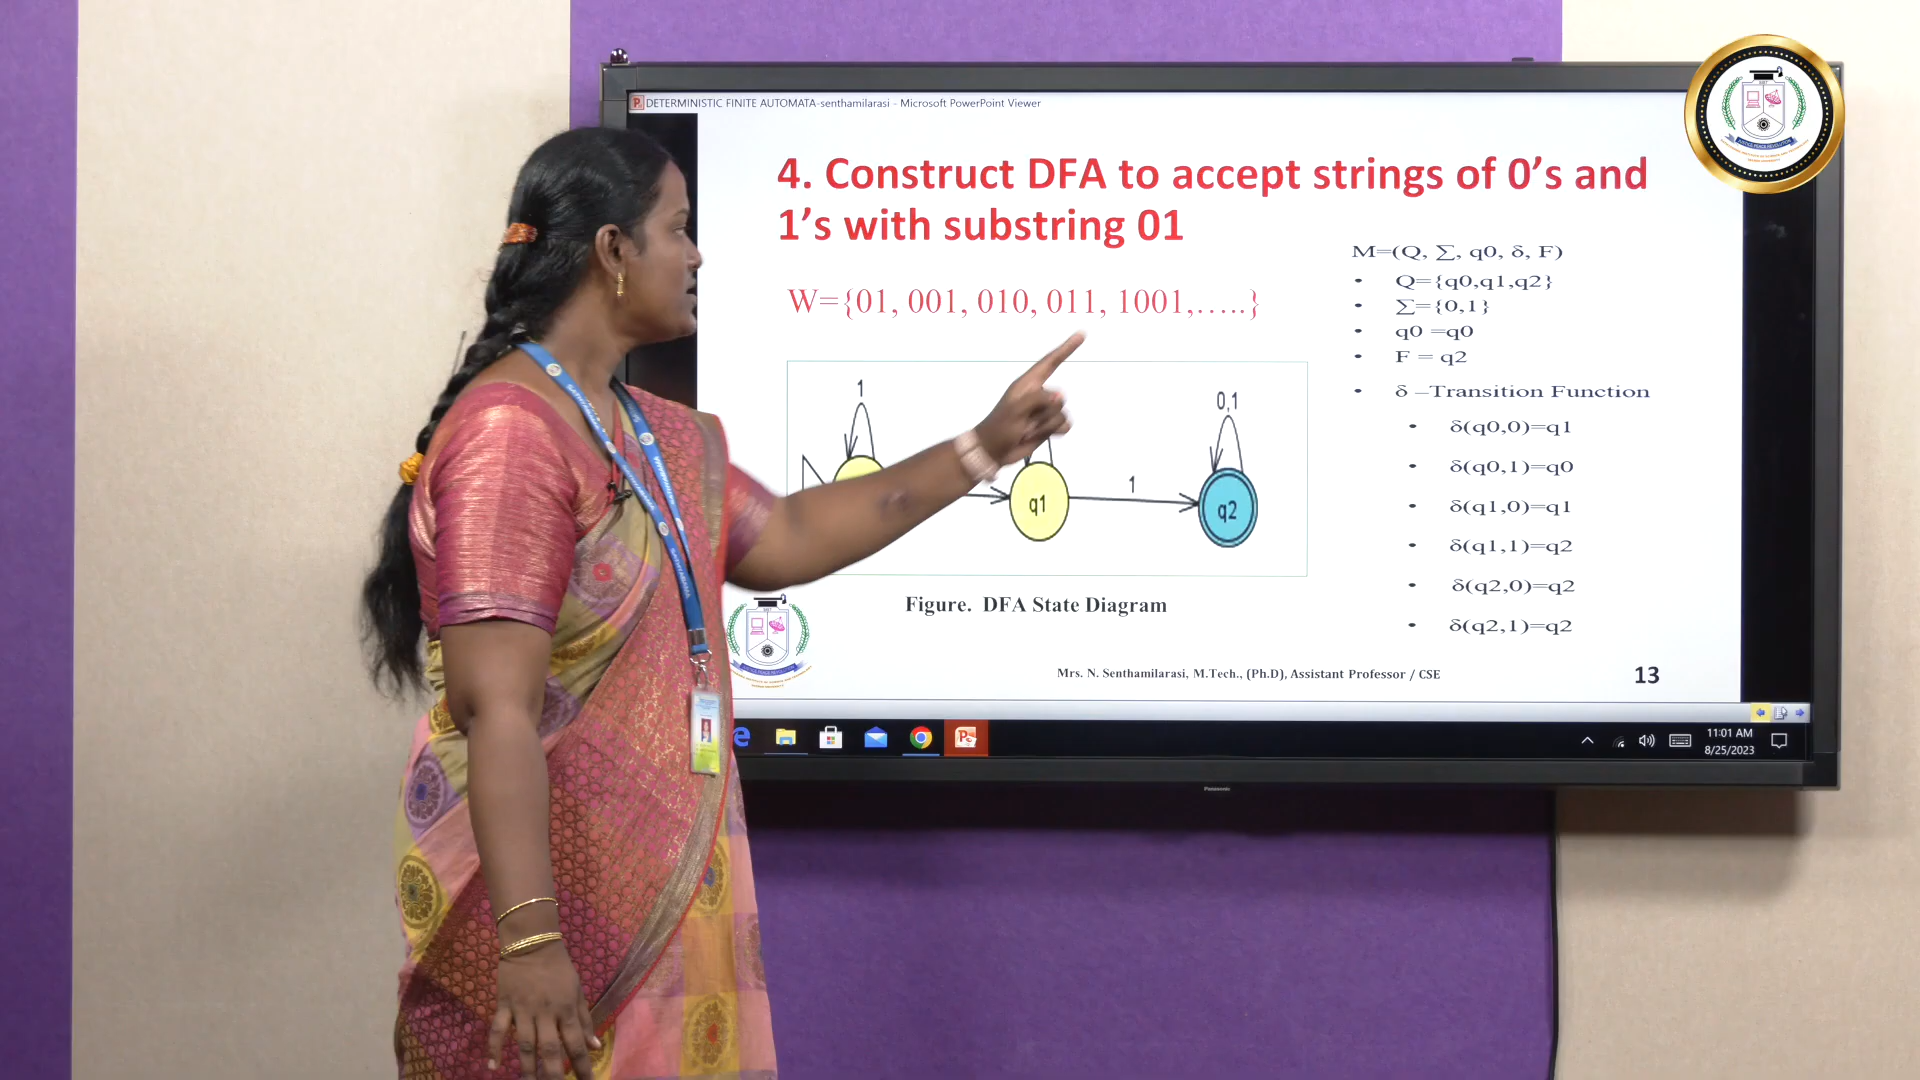 DETERMINISTIC FINITE AUTOMATA-senthamilarasi - Microsoft PowerPoint Viewer
4. Construct DFA to accept strings of 0’s and
1’s with substring 01
W={01, 001, 010, 011, 1001,.....}
M=(Q, ∑, q0, δ, F)
• Q={q0,q1,q2}
• ∑={0,1}
• q0 =q0
• F = q2
• δ –Transition Function
• δ(q0,0)=q1
• δ(q0,1)=q0
• δ(q1,0)=q1
• δ(q1,1)=q2
• δ(q2,0)=q2
• δ(q2,1)=q2
1
0,1
1
q1
q2
Figure. DFA State Diagram
Mrs. N. Senthamilarasi, M.Tech., (Ph.D), Assistant Professor / CSE
13
11:01 AM
8/25/2023
Panasonic
SATHYABAMA